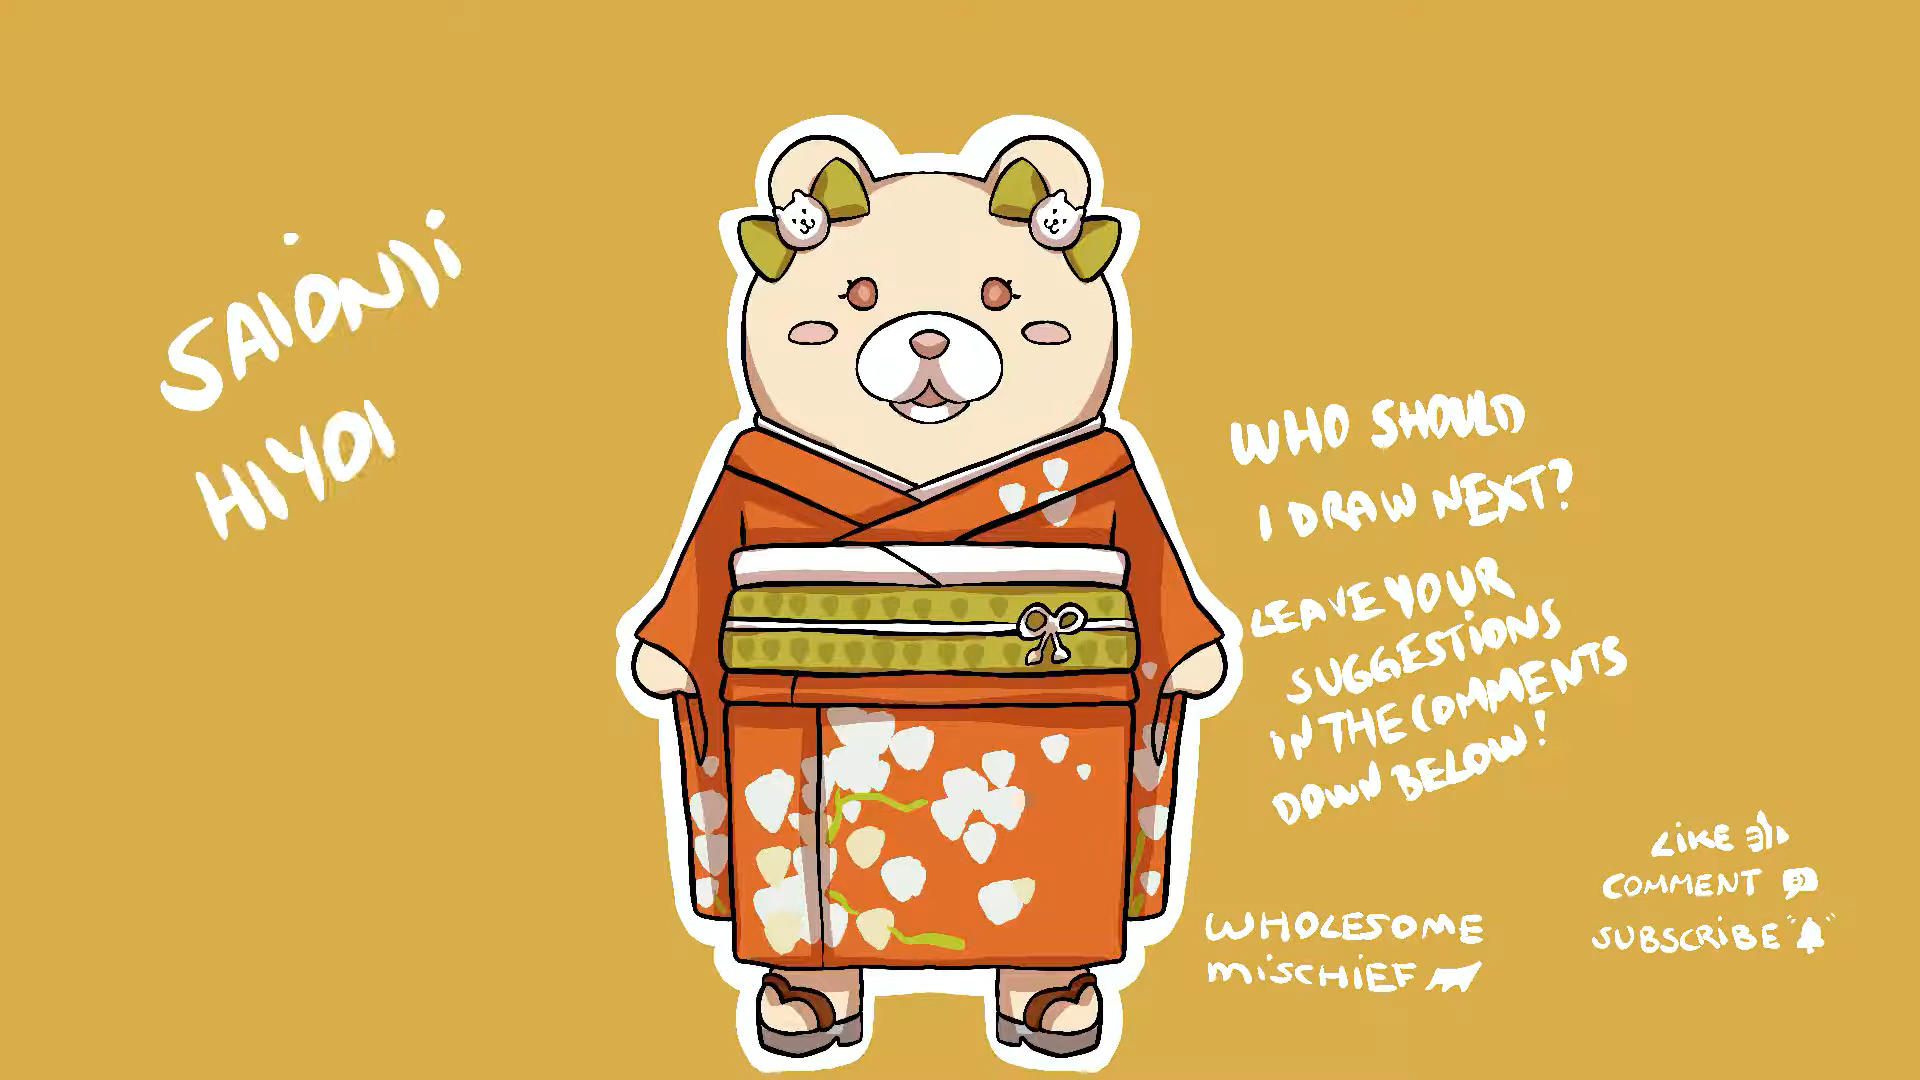 SAIONJI
HIYOI
WHO SHOULD
I DRAW NEXT?
LEAVE YOUR
SUGGESTIONS
IN THE COMMENTS
DOWN BELOW!
LIKE
COMMENT
SUBSCRIBE
WHOLESOME
MISCHIEF